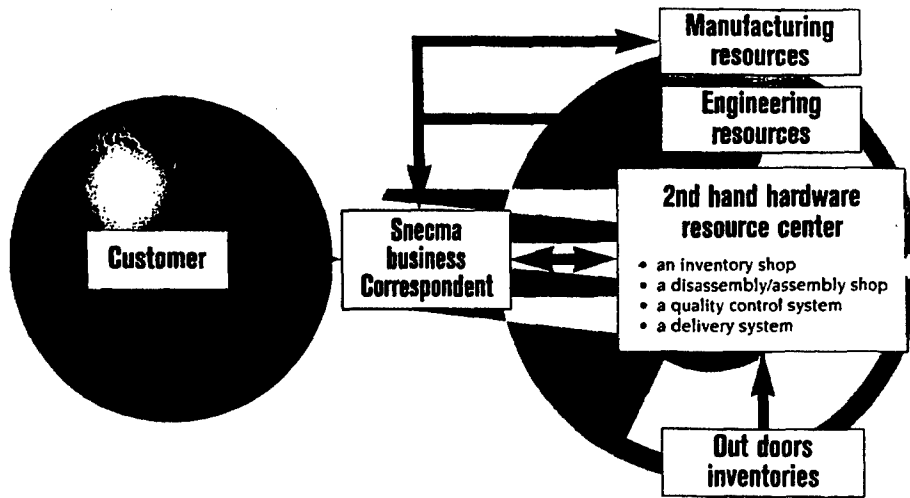 Manufacturing
resources
Engineering
resources
Customer
Snecma
business
Correspondent
2nd hand hardware
resource center
• an inventory shop
• a disassembly/assembly shop
• a quality control system
• a delivery system
Out doors
inventories